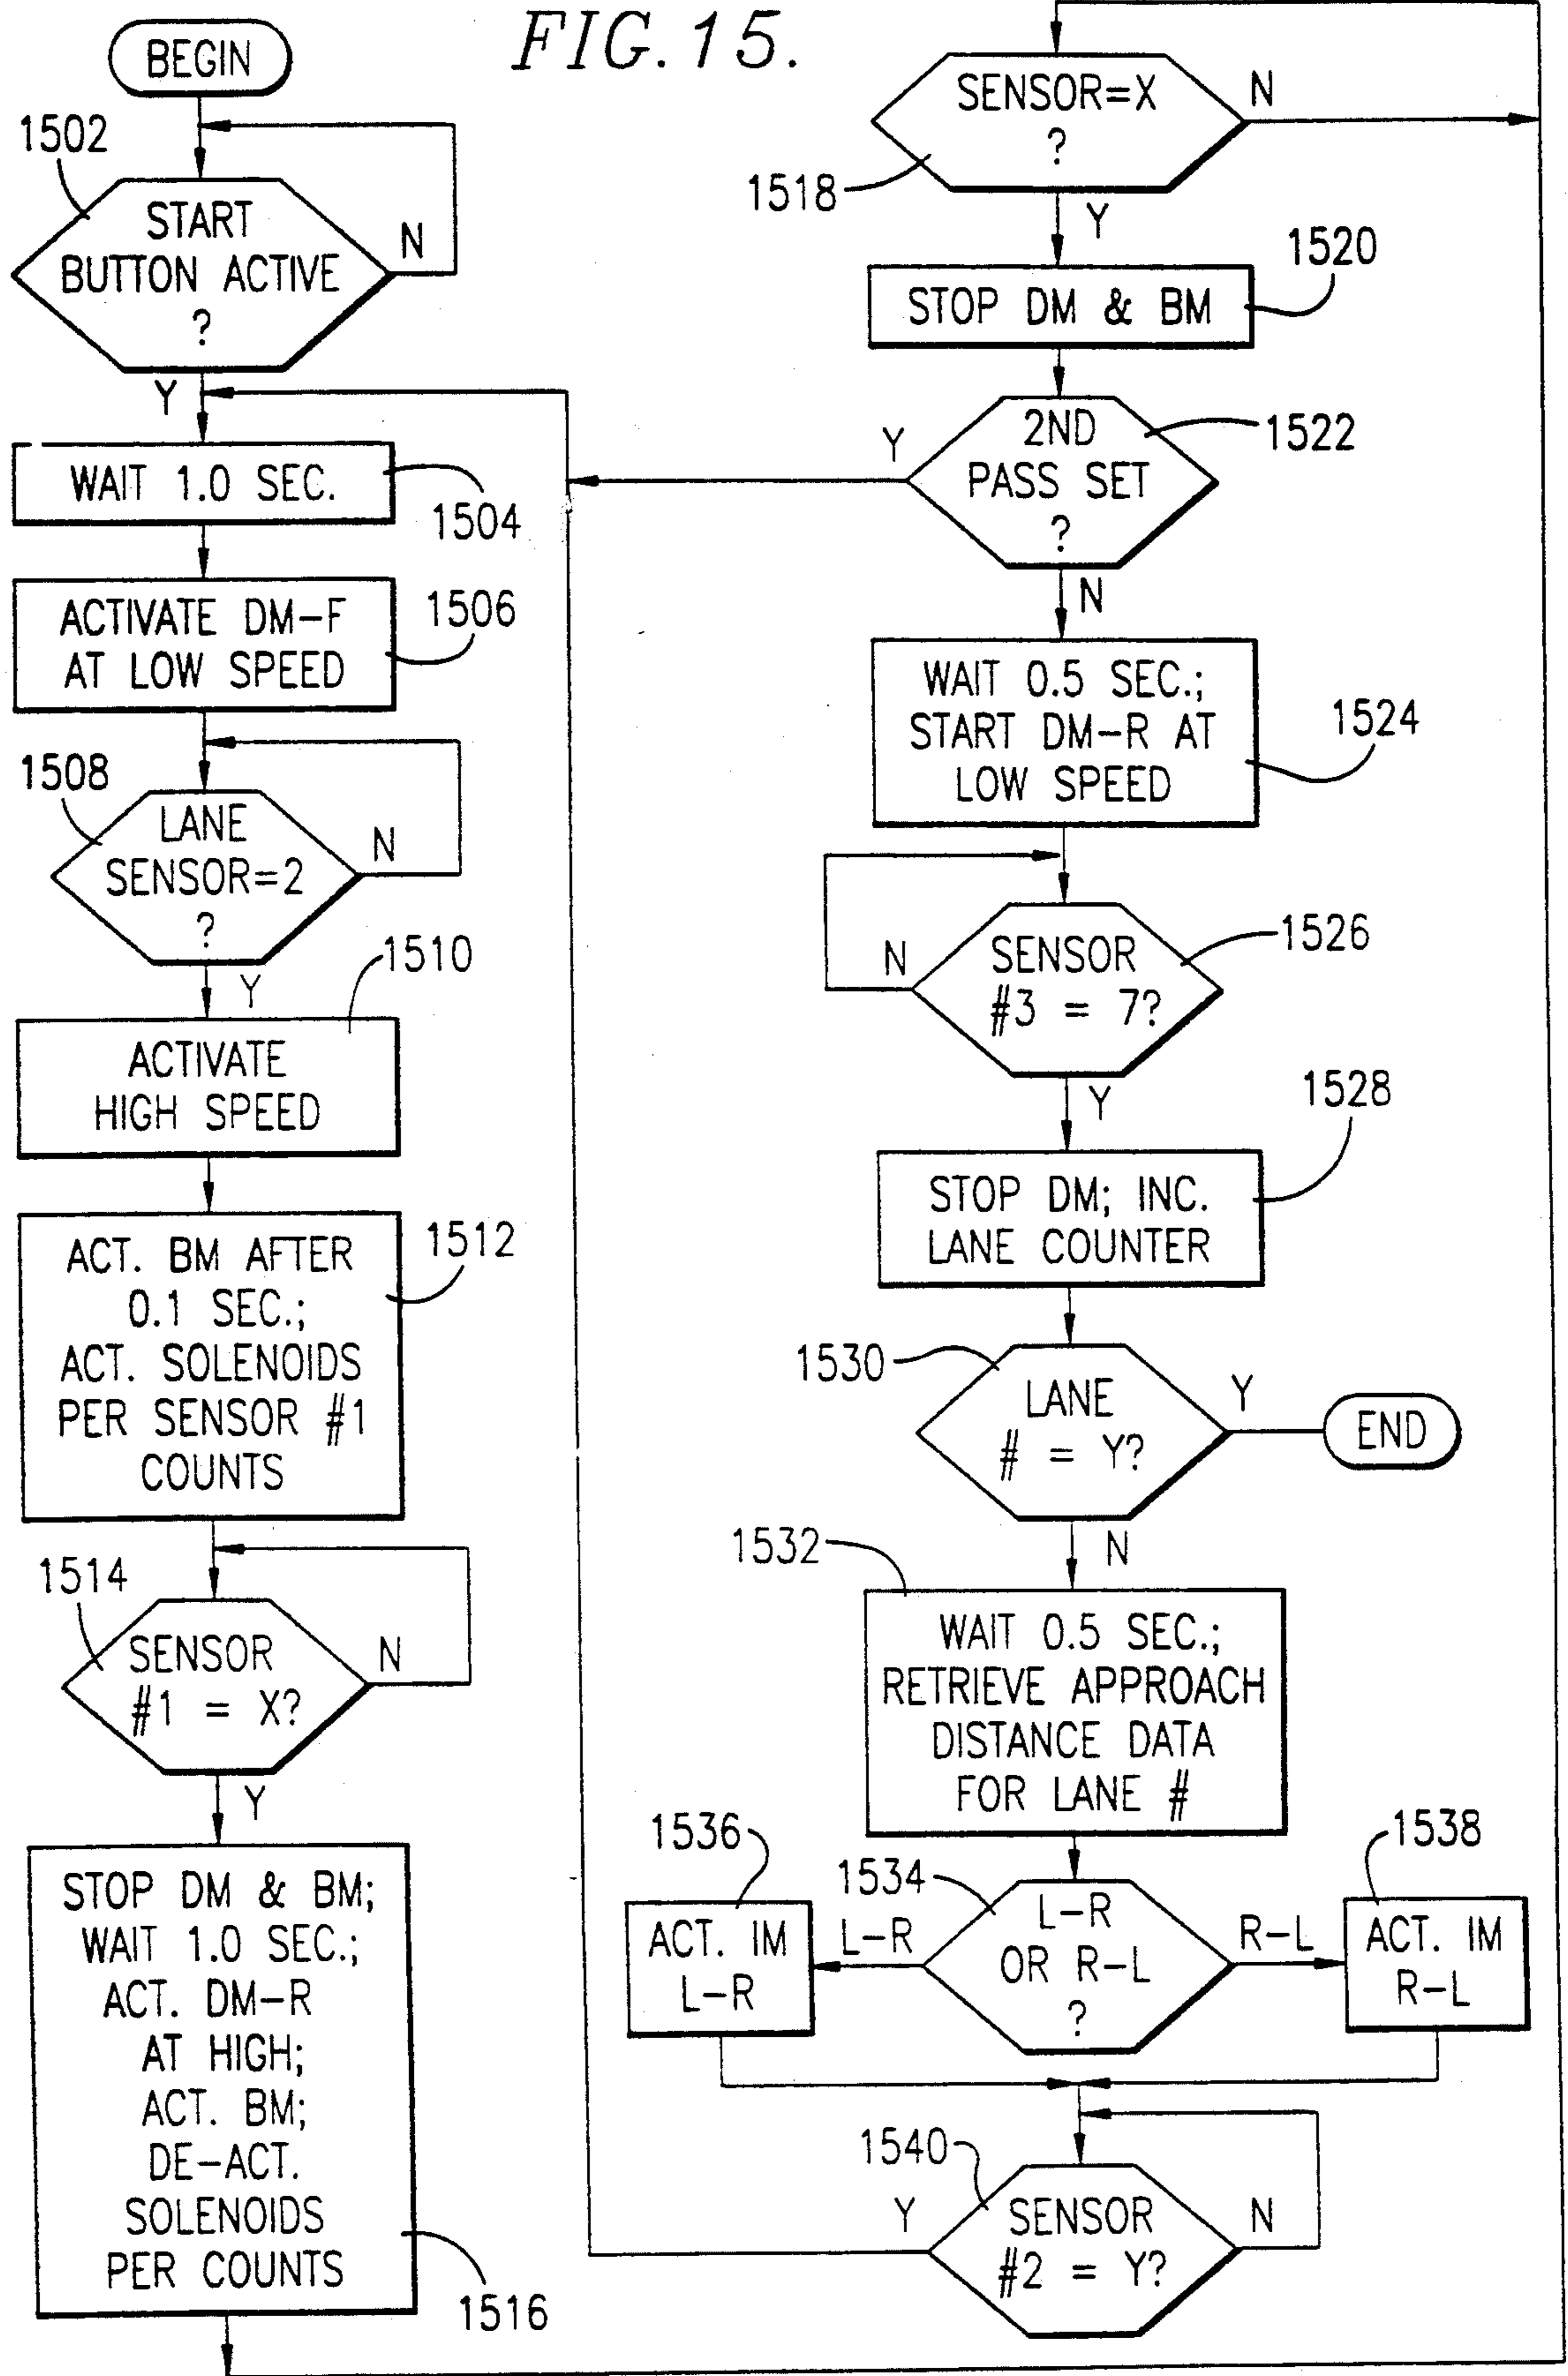 FIG. 15.
BEGIN
1502
START
BUTTON ACTIVE
?
N
Y
WAIT 1.0 SEC.
1504
ACTIVATE DM-F
AT LOW SPEED
1506
1508
LANE
SENSOR=2
?
N
Y
1510
ACTIVATE
HIGH SPEED
ACT. BM AFTER
0.1 SEC.;
ACT. SOLENOIDS
PER SENSOR #1
COUNTS
1512
1514
SENSOR
#1 = X?
N
Y
STOP DM & BM;
WAIT 1.0 SEC.;
ACT. DM-R
AT HIGH;
ACT. BM;
DE-ACT.
SOLENOIDS
PER COUNTS
1516
SENSOR=X
?
N
1518
Y
1520
STOP DM & BM
2ND
PASS SET
?
1522
Y
N
WAIT 0.5 SEC.;
START DM-R AT
LOW SPEED
1524
SENSOR
#3 = 7?
1526
N
Y
1528
STOP DM; INC.
LANE COUNTER
1530
LANE
# = Y?
Y
END
N
1532
WAIT 0.5 SEC.;
RETRIEVE APPROACH
DISTANCE DATA
FOR LANE #
1536
1534
1538
ACT. IM
L-R
L-R
L-R
OR R-L
?
R-L
ACT. IM
R-L
1540
SENSOR
#2 = Y?
Y
N